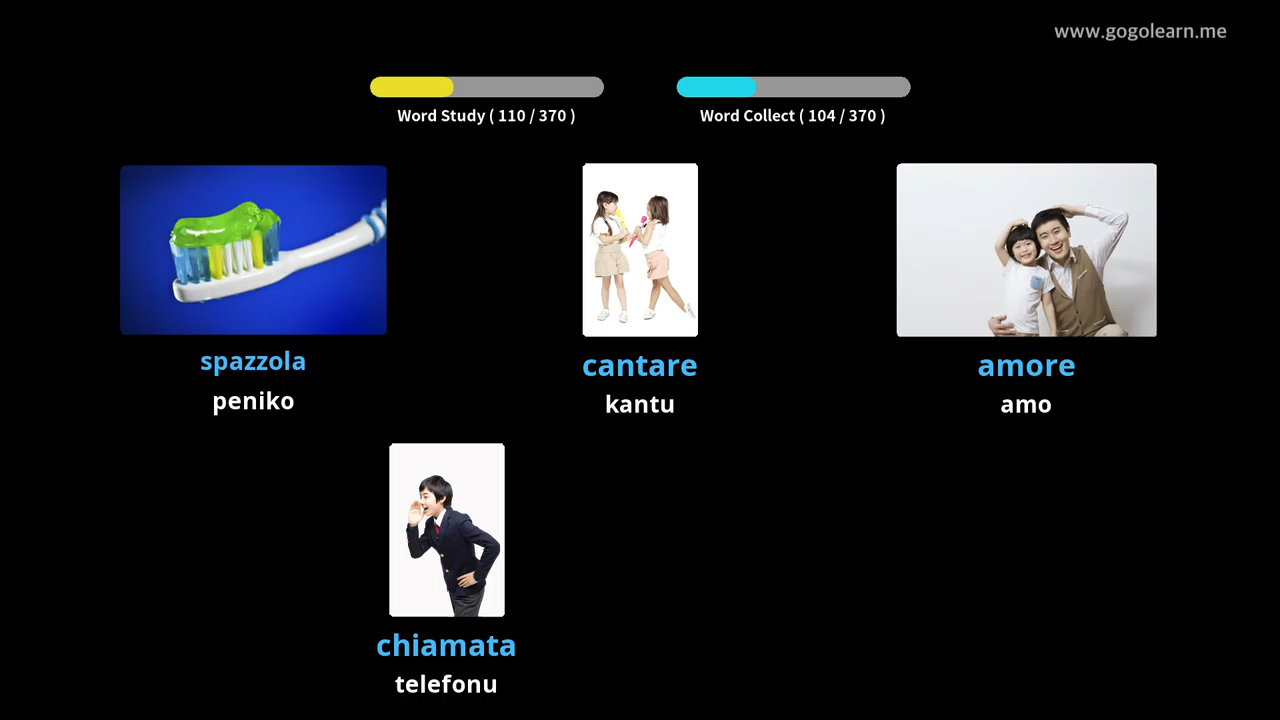 www.gogolearn.me
Word Study ( 110 / 370 )
Word Collect ( 104 / 370 )
spazzola
peniko
cantare
kantu
amore
amo
chiamata
telefonu